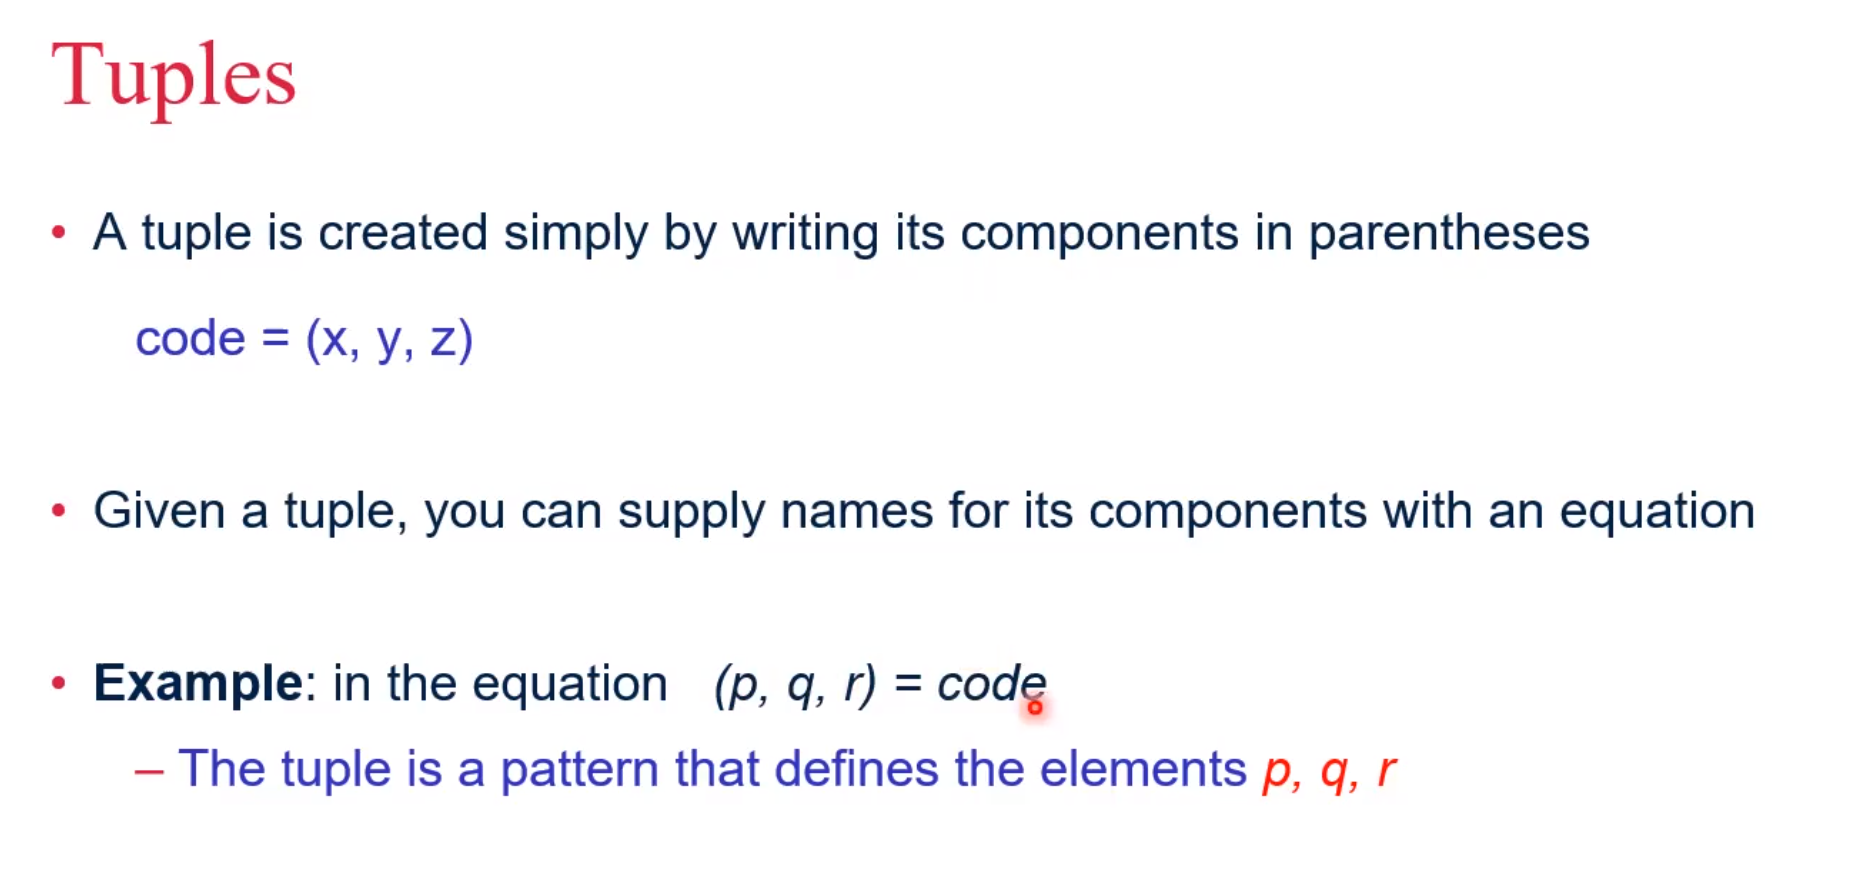 Tuples
• A tuple is created simply by writing its components in parentheses
code = (x, y, z)
• Given a tuple, you can supply names for its components with an equation
• Example: in the equation (p, q, r) = code
– The tuple is a pattern that defines the elements p, q, r